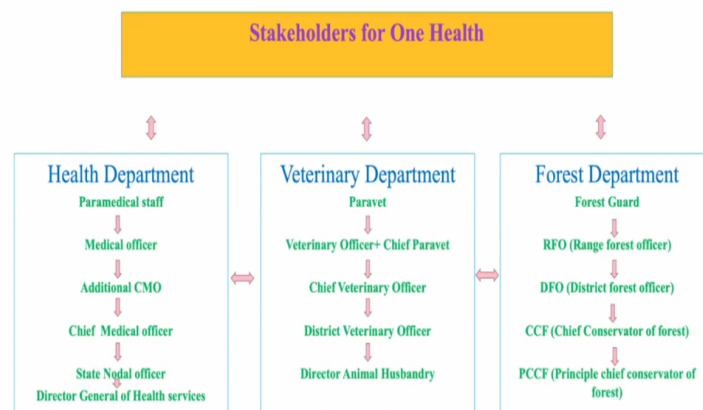 Stakeholders for One Health
Health Department
Paramedical staff
Medical officer
Additional CMO
Chief Medical officer
State Nodal officer
Director General of Health services
Veterinary Department
Paravet
Veterinary Officer+ Chief Paravet
Chief Veterinary Officer
District Veterinary Officer
Director Animal Husbandry
Forest Department
Forest Guard
RFO (Range forest officer)
DFO (District forest officer)
CCF (Chief Conservator of forest)
PCCF (Principle chief conservator of
forest)